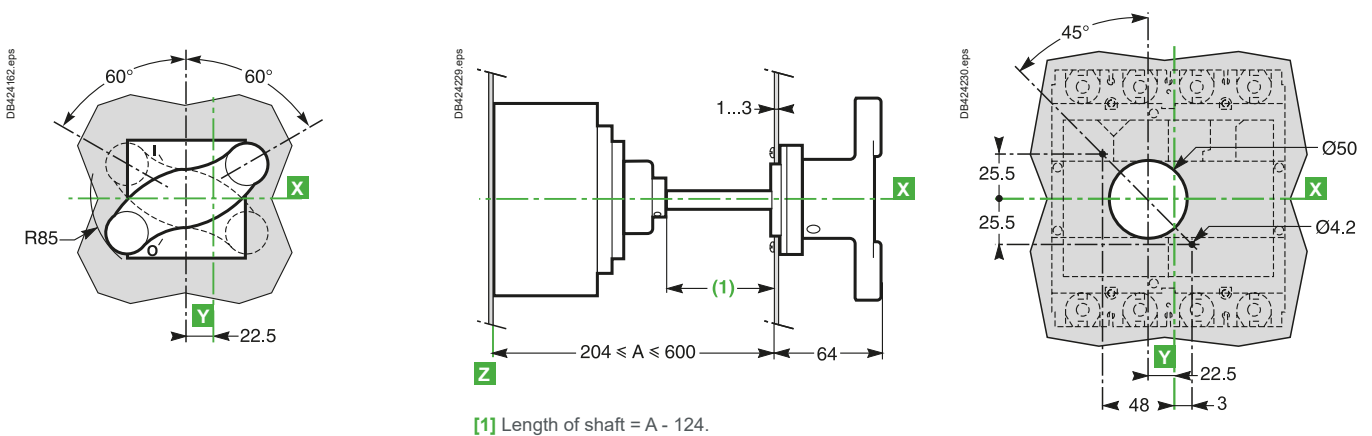 DB424162.eps
60°
60°
I
X
R85
O
Y
22.5
DB424229.eps
1...3
X
(1)
204 ⩽ A ⩽ 600
64
Z
[1] Length of shaft = A - 124.
DB424230.eps
45°
Ø50
25.5
X
25.5
Ø4.2
Y
22.5
48
3